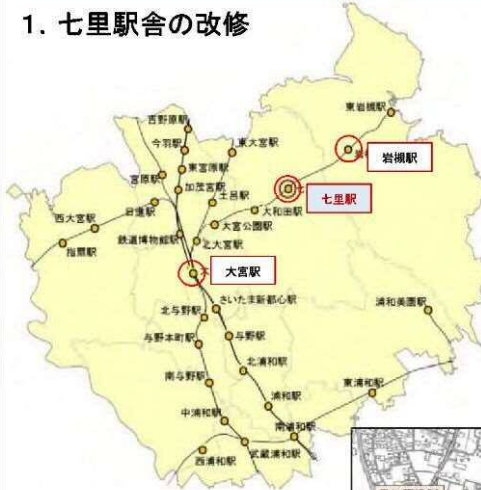 1. 七里駅舎の改修
吉野原駅
今羽駅
東大宮駅
東岩槻駅
宮原駅
東宮原駅
加茂宮駅
土呂駅
岩槻駅
七里駅
日進駅
西大宮駅
指扇駅
大和田駅
大宮公園駅
鉄道博物館駅
北大宮駅
大宮駅
さいたま新都心駅
北与野駅
浦和美園駅
与野本町駅
与野駅
北浦和駅
南与野駅
東浦和駅
浦和駅
中浦和駅
南浦和駅
西浦和駅
武蔵浦和駅